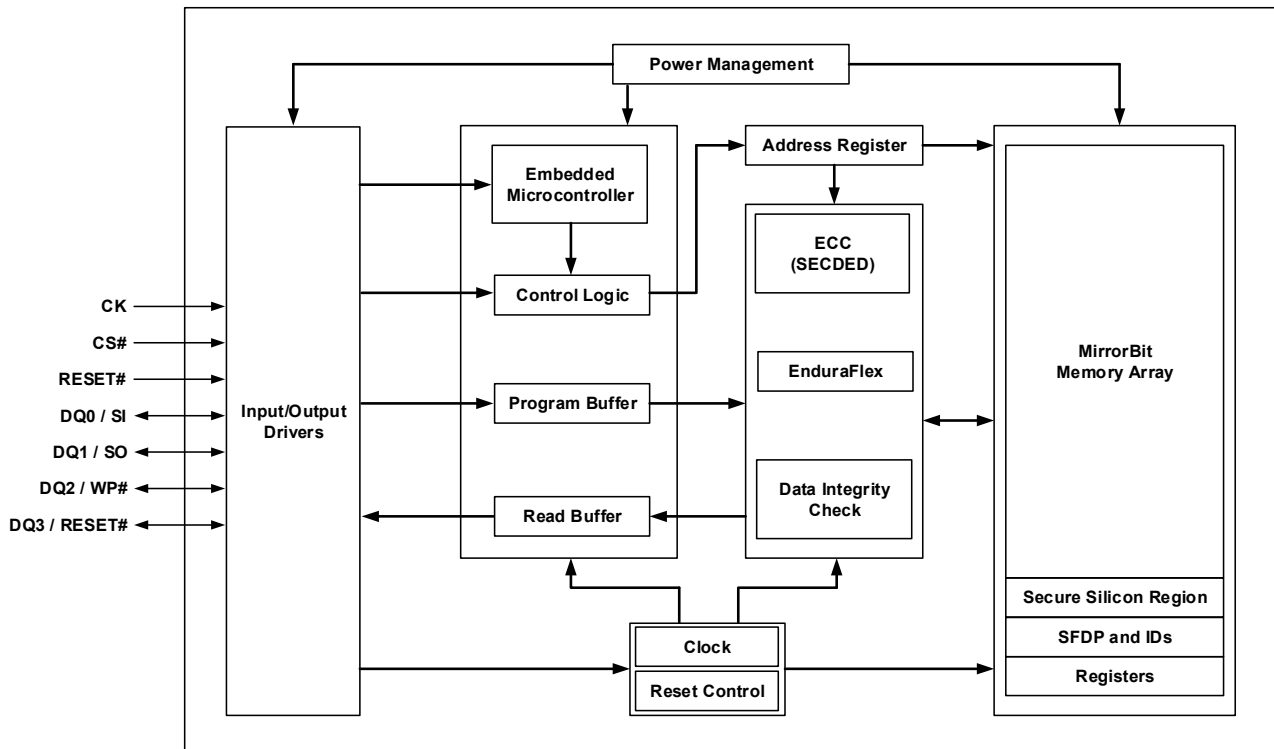 Power Management
Address Register
Embedded
Microcontroller
ECC
(SECDED)
Control Logic
CK
CS#
RESET#
DQ0 / SI
DQ1 / SO
DQ2 / WP#
DQ3 / RESET#
Input/Output
Drivers
Program Buffer
Read Buffer
EnduraFlex
Data Integrity
Check
MirrorBit
Memory Array
Secure Silicon Region
SFDP and IDs
Registers
Clock
Reset Control